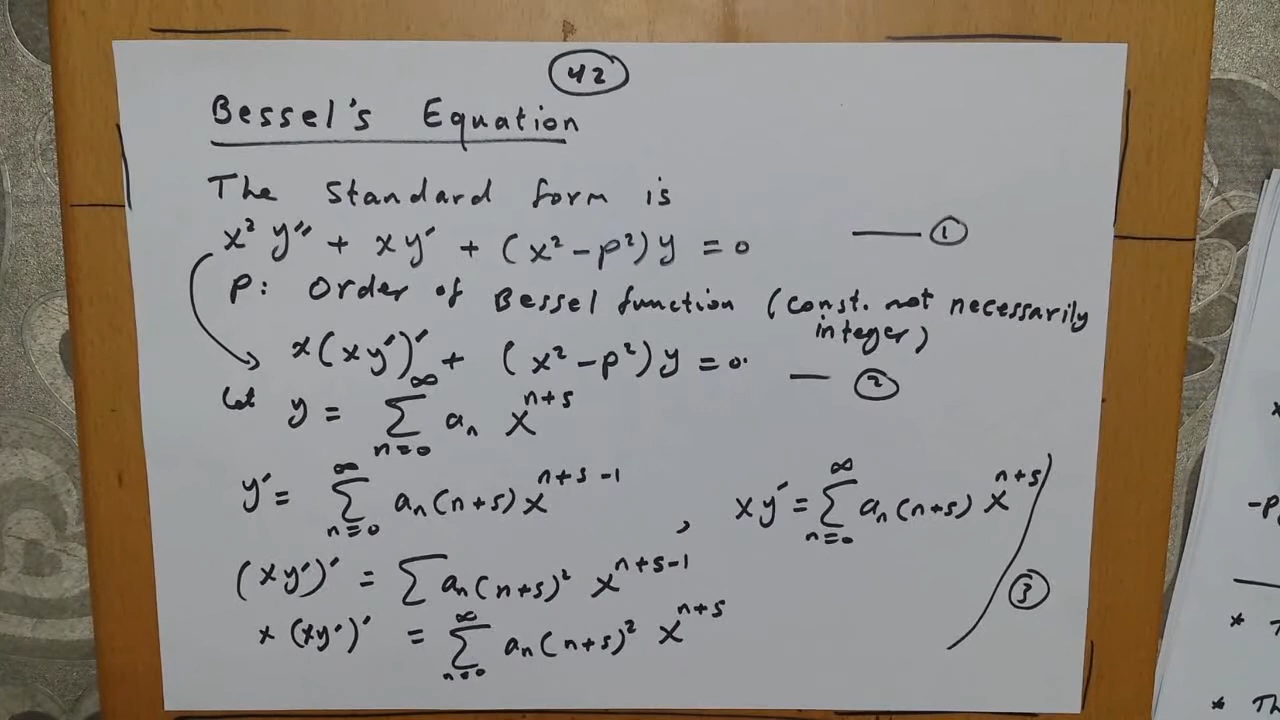 42
Bessel's Equation
The Standard form is
x² y'' + xy' + (x² - p²)y = 0 —— ①
P: Order of Bessel function (const. not necessarily
integer)
x(xy')' + (x² - p²)y = 0 — ②
Let y = ∑_{n=0}^{∞} aₙ x^{n+s}
y' = ∑_{n=0}^{∞} aₙ(n+s) x^{n+s-1} , xy' = ∑_{n=0}^{∞} aₙ(n+s) x^{n+s}
(xy')' = ∑ aₙ(n+s)² x^{n+s-1} ③
x(xy')' = ∑_{n=0}^{∞} aₙ(n+s)² x^{n+s}